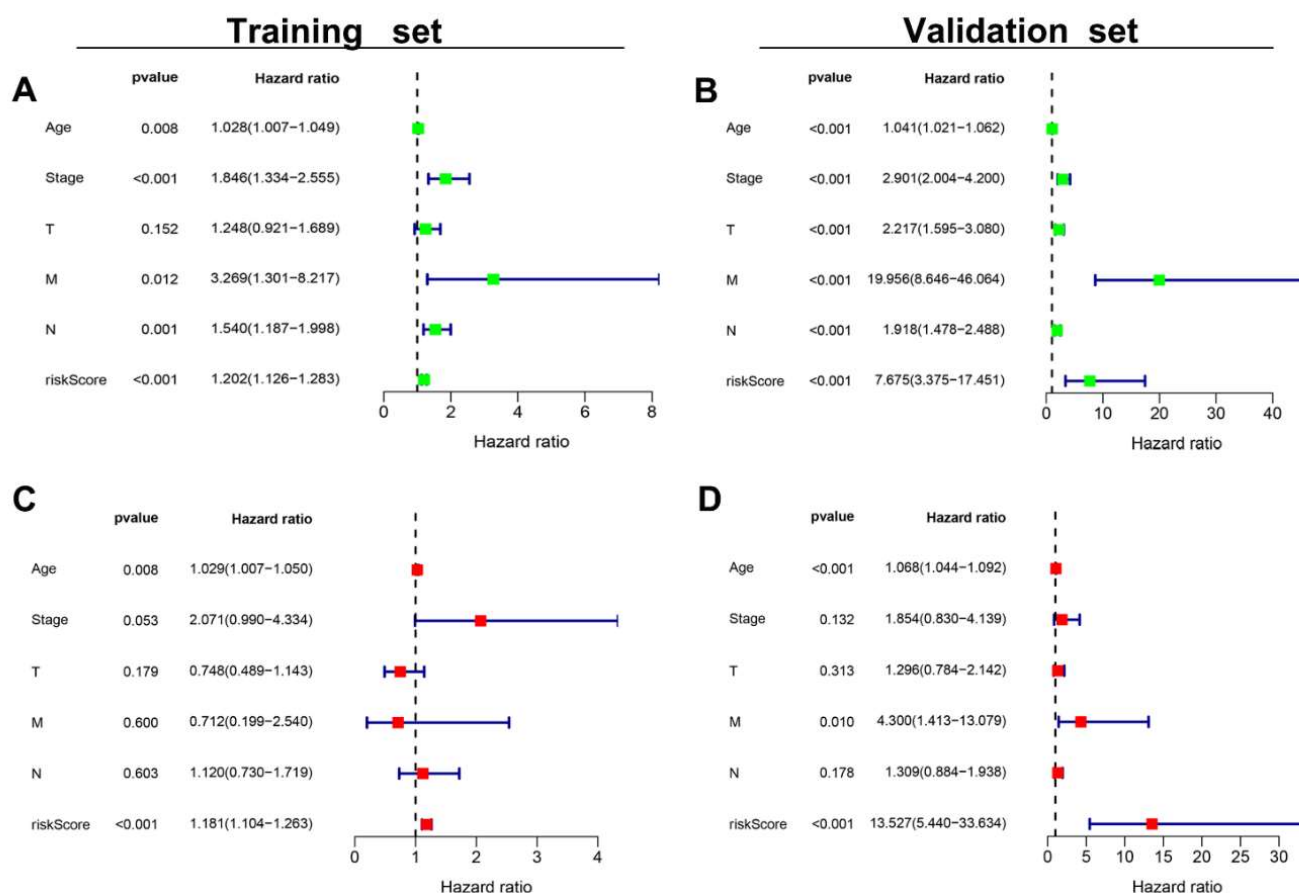 Training set
Validation set
A
pvalue Hazard ratio
Age 0.008 1.028(1.007−1.049)
Stage <0.001 1.846(1.334−2.555)
T 0.152 1.248(0.921−1.689)
M 0.012 3.269(1.301−8.217)
N 0.001 1.540(1.187−1.998)
riskScore <0.001 1.202(1.126−1.283)
0 2 4 6 8
Hazard ratio
B
pvalue Hazard ratio
Age <0.001 1.041(1.021−1.062)
Stage <0.001 2.901(2.004−4.200)
T <0.001 2.217(1.595−3.080)
M <0.001 19.956(8.646−46.064)
N <0.001 1.918(1.478−2.488)
riskScore <0.001 7.675(3.375−17.451)
0 10 20 30 40
Hazard ratio
C
pvalue Hazard ratio
Age 0.008 1.029(1.007−1.050)
Stage 0.053 2.071(0.990−4.334)
T 0.179 0.748(0.489−1.143)
M 0.600 0.712(0.199−2.540)
N 0.603 1.120(0.730−1.719)
riskScore <0.001 1.181(1.104−1.263)
0 1 2 3 4
Hazard ratio
D
pvalue Hazard ratio
Age <0.001 1.068(1.044−1.092)
Stage 0.132 1.854(0.830−4.139)
T 0.313 1.296(0.784−2.142)
M 0.010 4.300(1.413−13.079)
N 0.178 1.309(0.884−1.938)
riskScore <0.001 13.527(5.440−33.634)
0 5 10 15 20 25 30
Hazard ratio